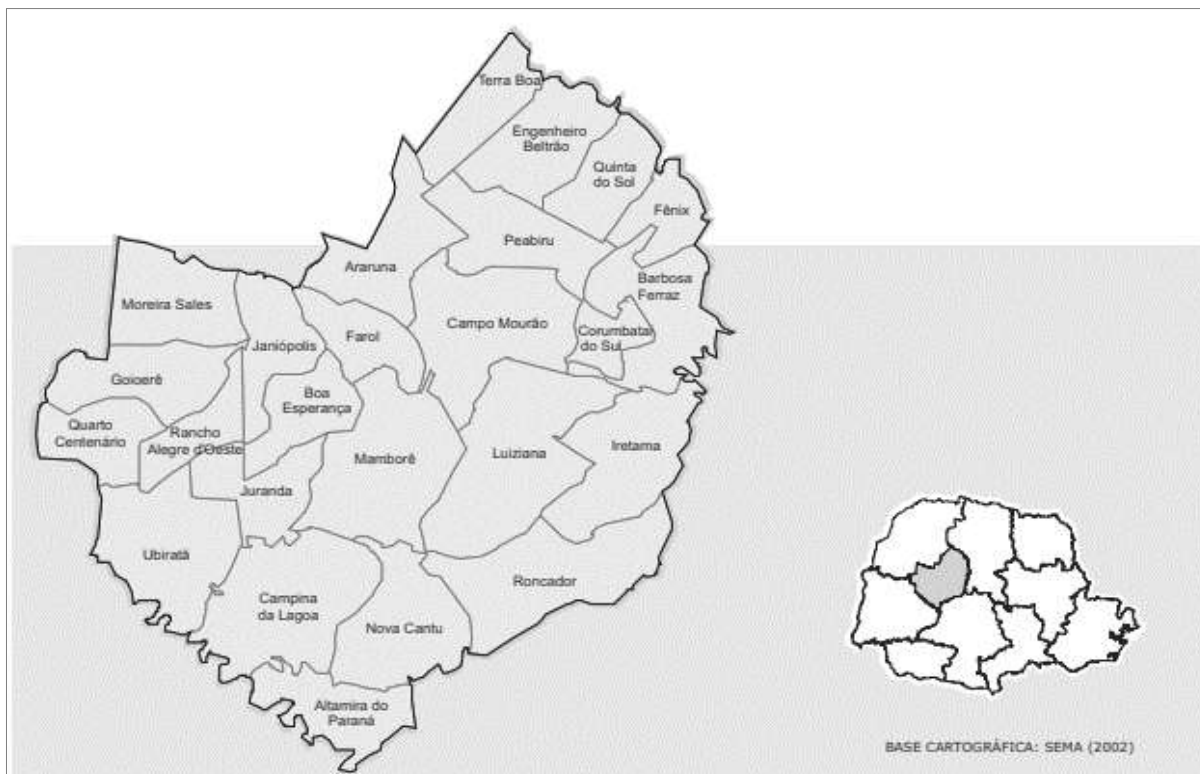 Terra Boa
Engenheiro
Beltrão
Quinta
do Sol
Fênix
Peabiru
Araruna
Barbosa
Ferraz
Moreira Sales
Campo Mourão
Farol
Corumbatai
do Sul
Janiópolis
Goioerê
Boa
Esperança
Quarto
Centenário
Rancho
Alegre d'Oeste
Iretama
Luiziana
Mamborê
Juranda
Ubiratã
Roncador
Campina
da Lagoa
Nova Cantu
Altamira do
Paraná
BASE CARTOGRÁFICA: SEMA (2002)